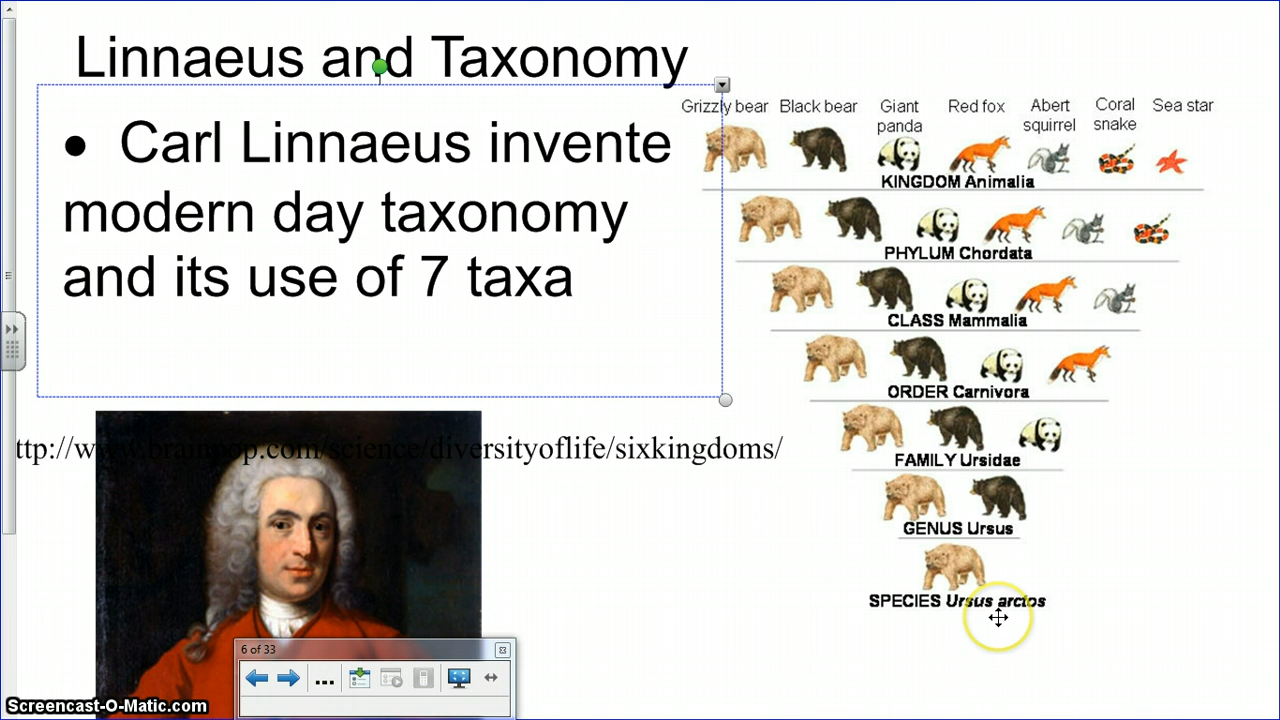 Linnaeus and Taxonomy
• Carl Linnaeus invente
modern day taxonomy
and its use of 7 taxa
ttp://www.brainpop.com/science/diversityoflife/sixkingdoms/
Grizzly bear Black bear Giant panda Red fox Abert squirrel Coral snake Sea star
KINGDOM Animalia
PHYLUM Chordata
CLASS Mammalia
ORDER Carnivora
FAMILY Ursidae
GENUS Ursus
SPECIES Ursus arctos
6 of 33
Screencast-O-Matic.com